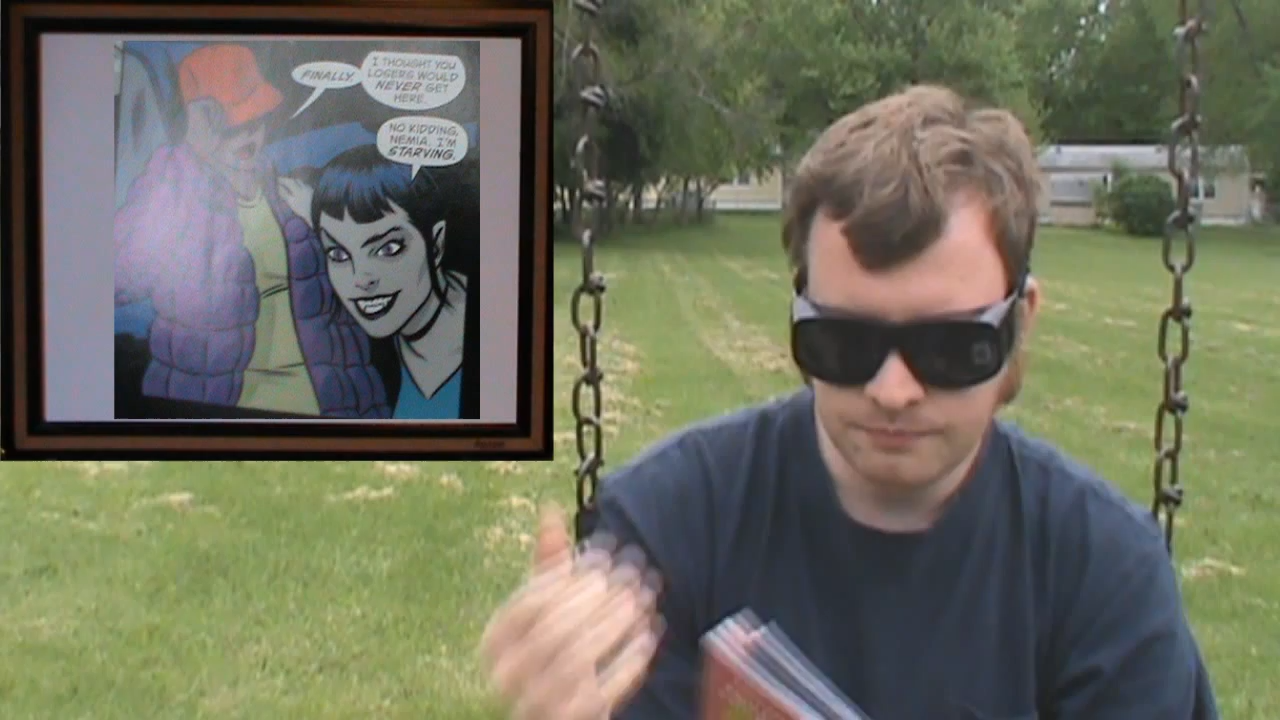 FINALLY.
I THOUGHT YOU
LOSERS WOULD
NEVER GET
HERE.
NO KIDDING,
NEMIA. I'M
STARVING.